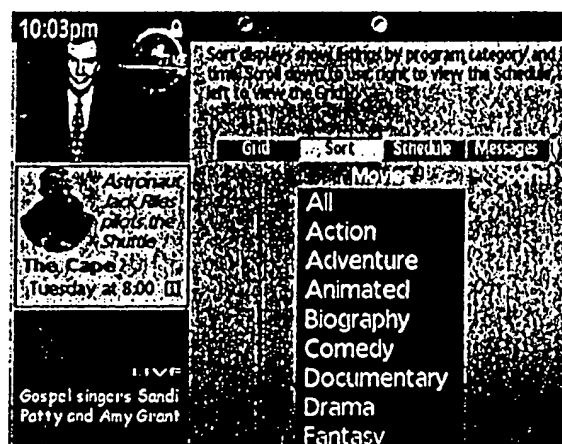 10:03pm
Sort displays show listings by program category and
time. Scroll down to use, right to view the Schedule,
left to view the Grid.
Grid Sort Schedule Messages
Movies
All
Action
Adventure
Animated
Biography
Comedy
Documentary
Drama
Fantasy
Astronaut
Jack Riles
pilots the
Shuttle
The Cape
Tuesday at 8:00
LIVE
Gospel singers Sandi
Patty and Amy Grant